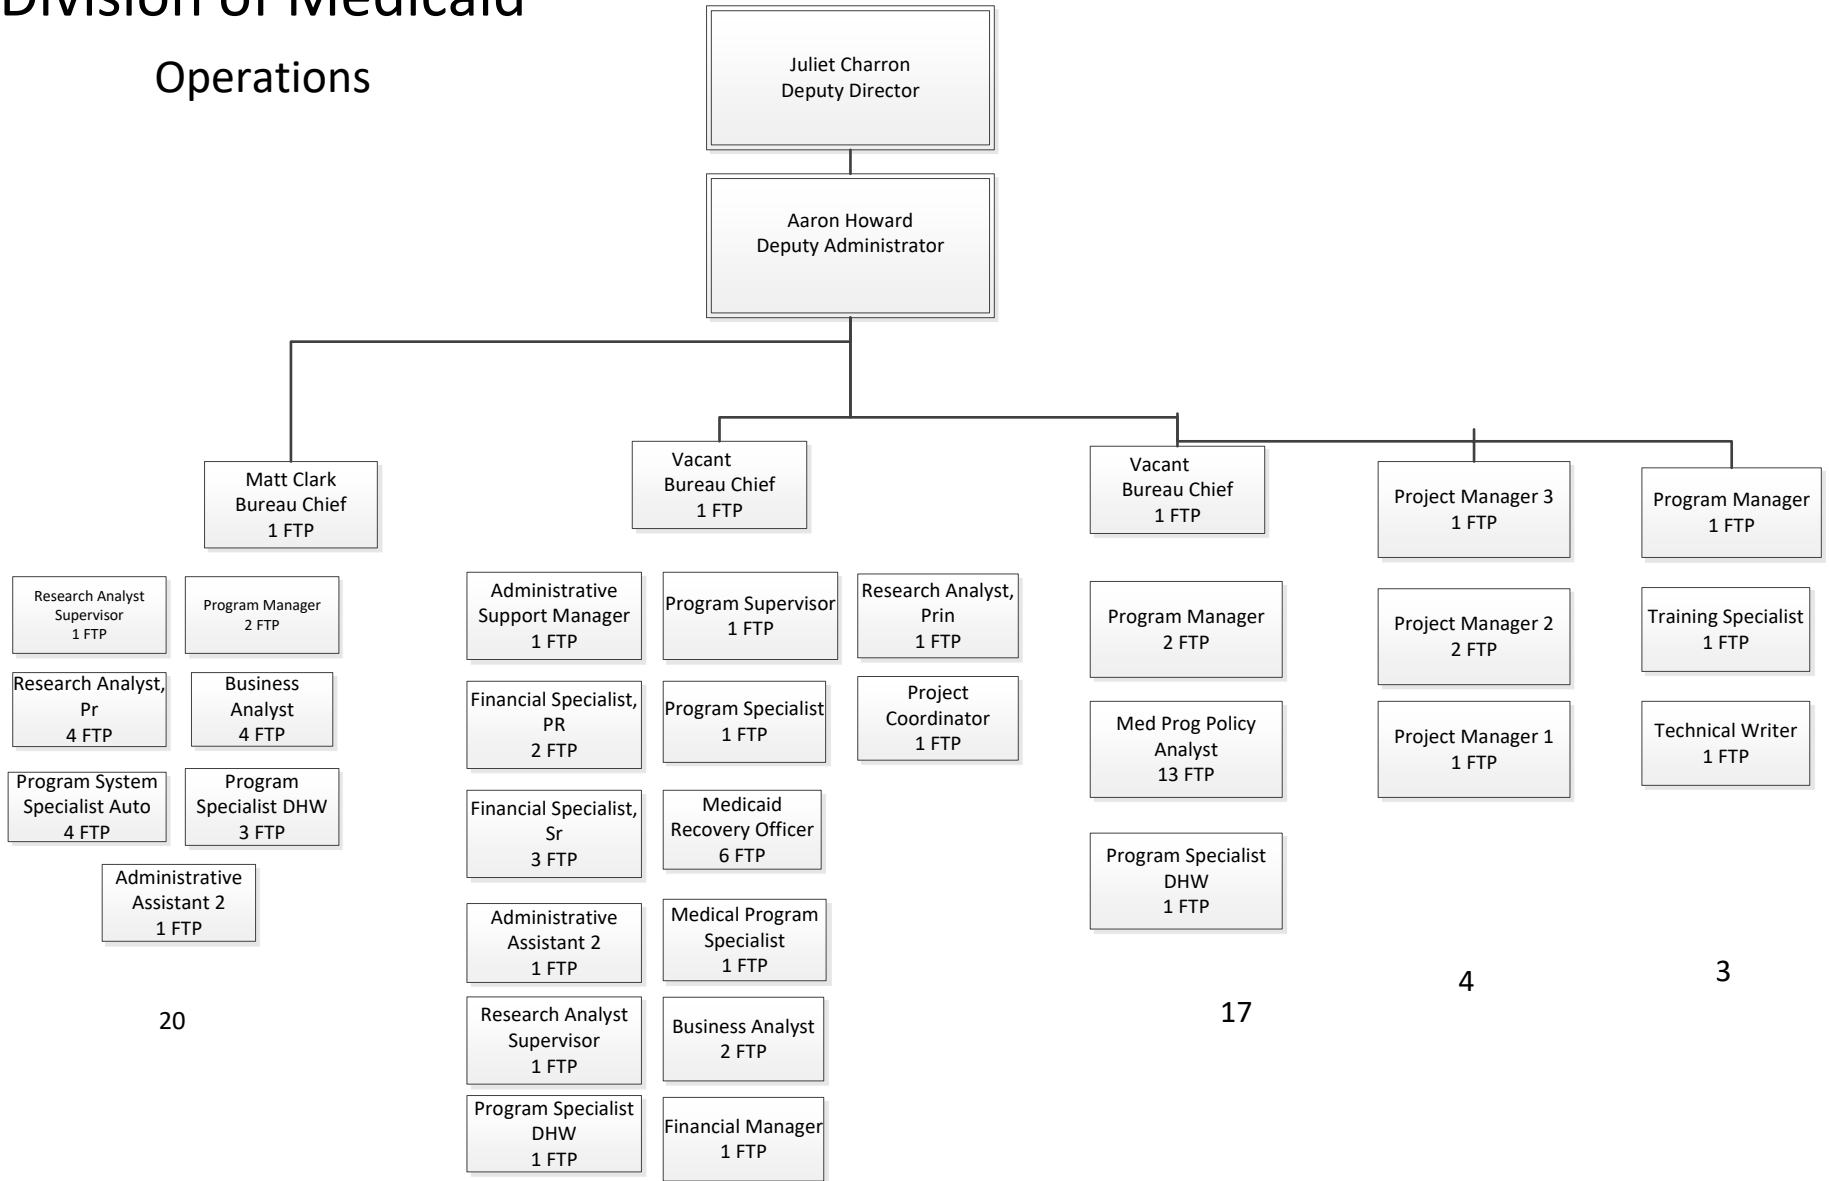 Division of Medicaid
Operations
Juliet Charron
Deputy Director
Aaron Howard
Deputy Administrator
Matt Clark
Bureau Chief
1 FTP
Research Analyst
Supervisor
1 FTP
Program Manager
2 FTP
Research Analyst,
Pr
4 FTP
Business
Analyst
4 FTP
Program System
Specialist Auto
4 FTP
Program
Specialist DHW
3 FTP
Administrative
Assistant 2
1 FTP
20
Vacant
Bureau Chief
1 FTP
Administrative
Support Manager
1 FTP
Program Supervisor
1 FTP
Research Analyst,
Prin
1 FTP
Financial Specialist,
PR
2 FTP
Program Specialist
1 FTP
Project
Coordinator
1 FTP
Financial Specialist,
Sr
3 FTP
Medicaid
Recovery Officer
6 FTP
Administrative
Assistant 2
1 FTP
Medical Program
Specialist
1 FTP
Research Analyst
Supervisor
1 FTP
Business Analyst
2 FTP
Program Specialist
DHW
1 FTP
Financial Manager
1 FTP
Vacant
Bureau Chief
1 FTP
Program Manager
2 FTP
Med Prog Policy
Analyst
13 FTP
Program Specialist
DHW
1 FTP
17
Project Manager 3
1 FTP
Project Manager 2
2 FTP
Project Manager 1
1 FTP
4
Program Manager
1 FTP
Training Specialist
1 FTP
Technical Writer
1 FTP
3